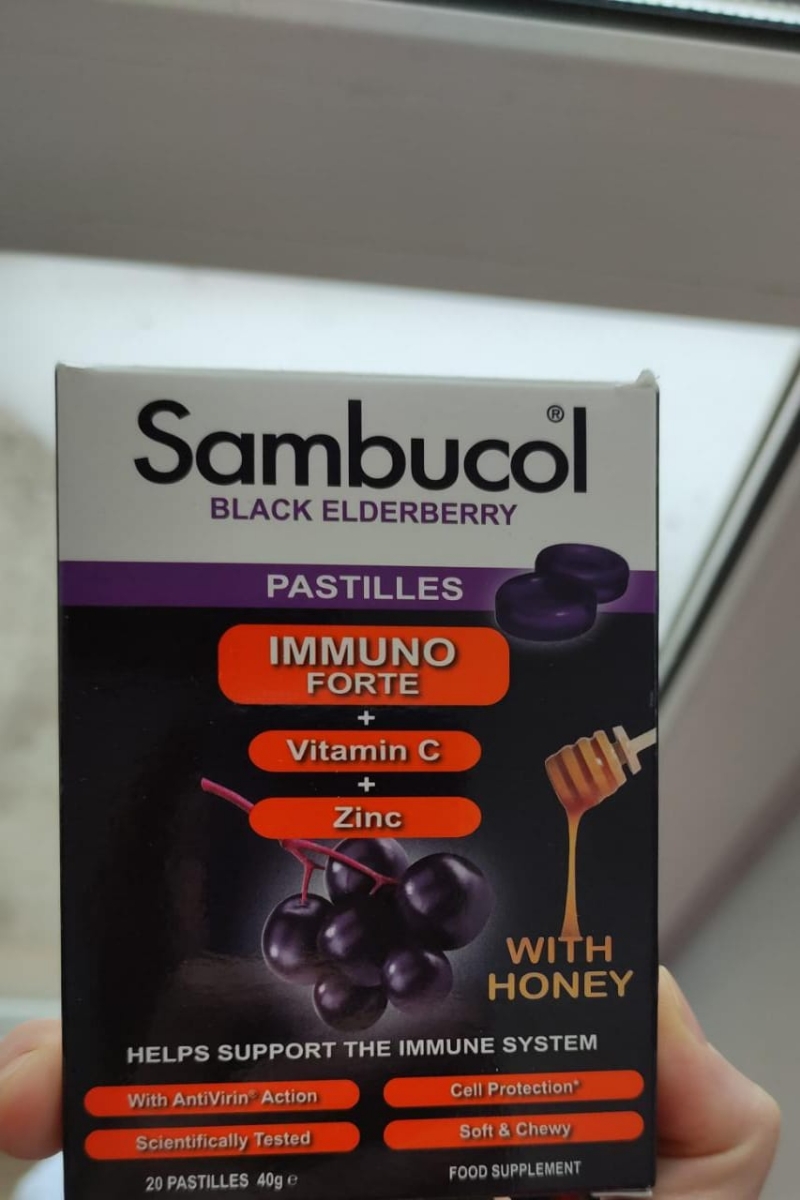 Sambucol®
BLACK ELDERBERRY
PASTILLES
IMMUNO
FORTE
+
Vitamin C
+
Zinc
WITH
HONEY
HELPS SUPPORT THE IMMUNE SYSTEM
With AntiVirin® Action
Cell Protection*
Scientifically Tested
Soft & Chewy
20 PASTILLES 40g e
FOOD SUPPLEMENT